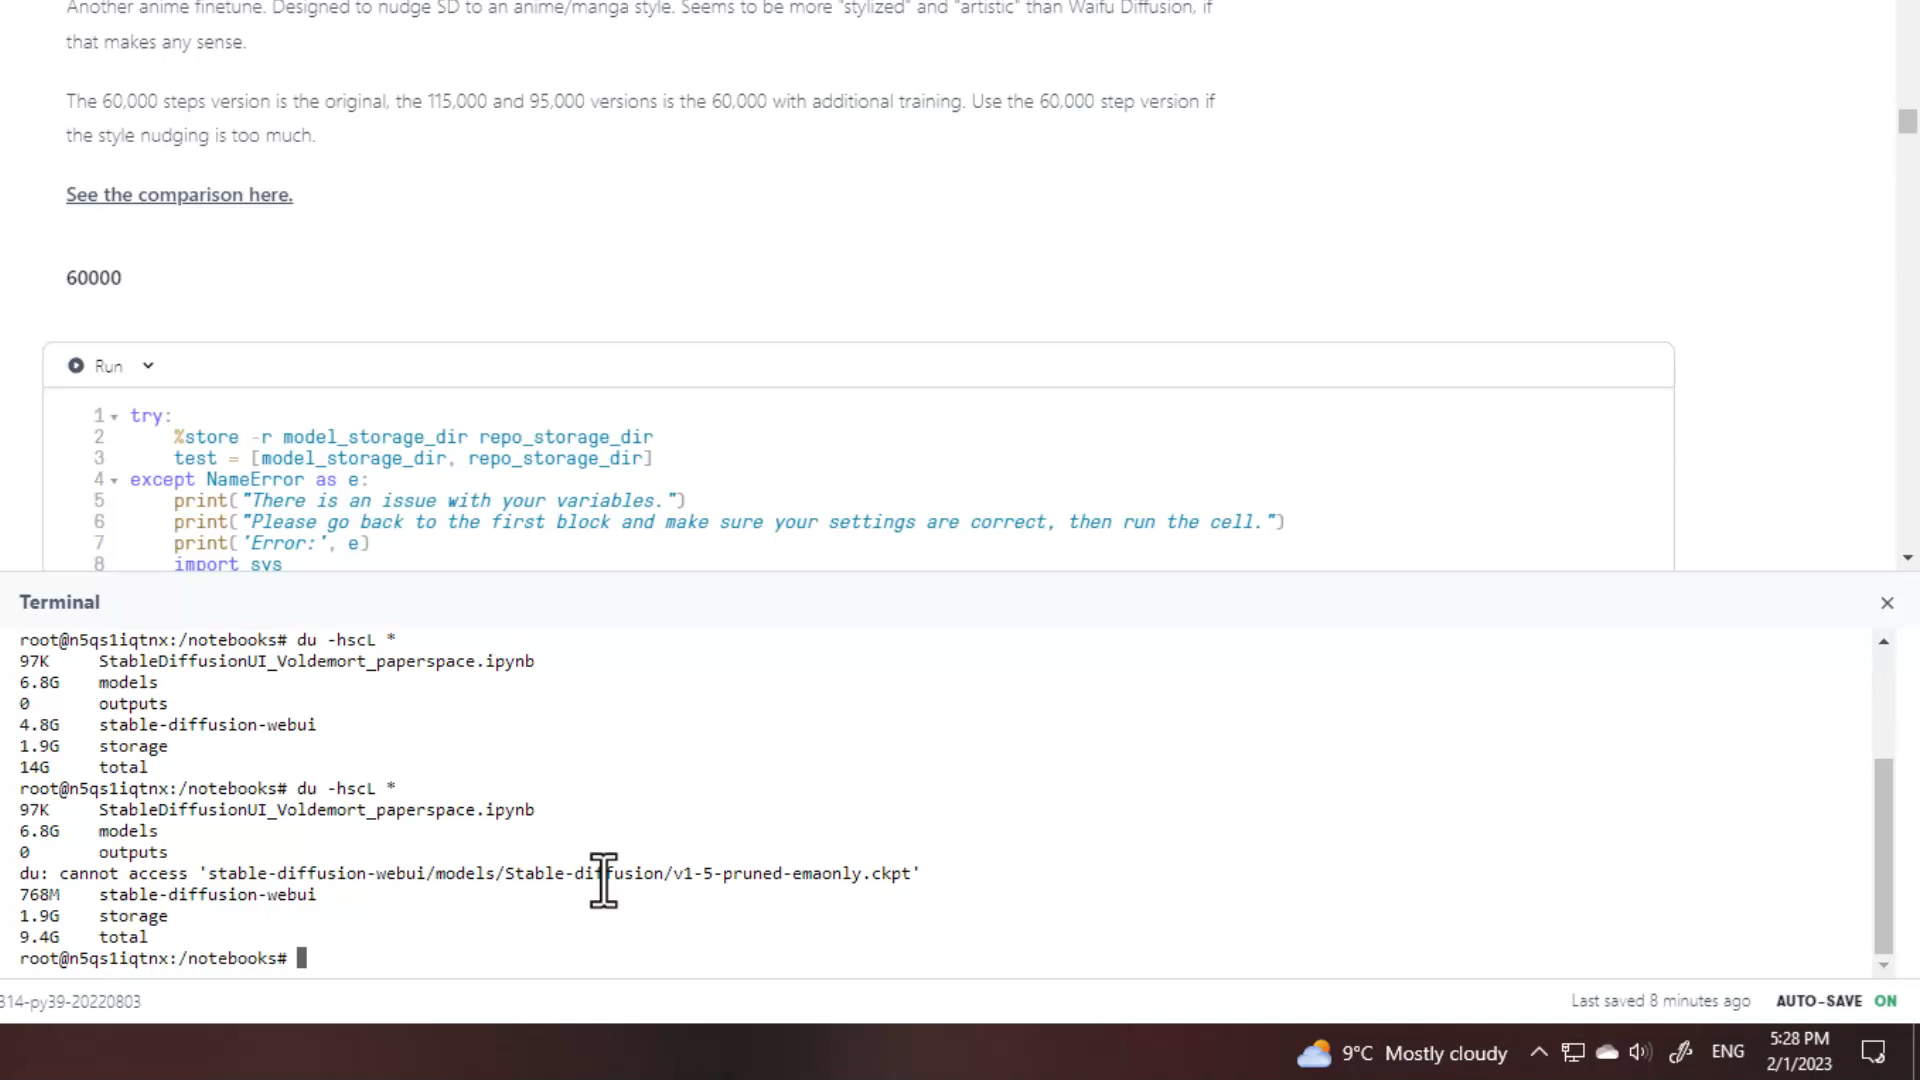 Another anime finetune. Designed to nudge SD to an anime/manga style. Seems to be more "stylized" and "artistic" than Waifu Diffusion, if
that makes any sense.
The 60,000 steps version is the original, the 115,000 and 95,000 versions is the 60,000 with additional training. Use the 60,000 step version if
the style nudging is too much.
See the comparison here.
60000
Run
1 try:
2 %store -r model_storage_dir repo_storage_dir
3 test = [model_storage_dir, repo_storage_dir]
4 except NameError as e:
5 print("There is an issue with your variables.")
6 print("Please go back to the first block and make sure your settings are correct, then run the cell.")
7 print('Error:', e)
8 import sys
Terminal
root@n5qs1iqtnx:/notebooks# du -hscL *
97K StableDiffusionUI_Voldemort_paperspace.ipynb
6.8G models
0 outputs
4.8G stable-diffusion-webui
1.9G storage
14G total
root@n5qs1iqtnx:/notebooks# du -hscL *
97K StableDiffusionUI_Voldemort_paperspace.ipynb
6.8G models
0 outputs
du: cannot access 'stable-diffusion-webui/models/Stable-diffusion/v1-5-pruned-emaonly.ckpt'
768M stable-diffusion-webui
1.9G storage
9.4G total
root@n5qs1iqtnx:/notebooks#
314-py39-20220803
Last saved 8 minutes ago AUTO-SAVE ON
9°C Mostly cloudy ENG
5:28 PM
2/1/2023